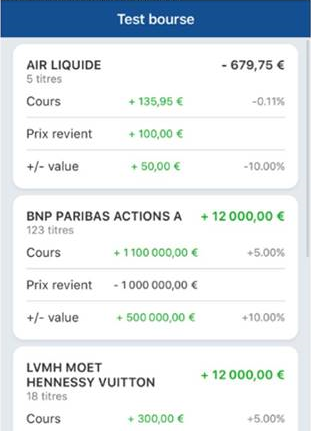 Test bourse
AIR LIQUIDE - 679,75 €
5 titres
Cours + 135,95 € -0.11%
Prix revient + 100,00 €
+/- value + 50,00 € -10.00%
BNP PARIBAS ACTIONS A + 12 000,00 €
123 titres
Cours + 1 100 000,00 € +5.00%
Prix revient - 1 000 000,00 €
+/- value + 500 000,00 € +10.00%
LVMH MOET
HENNESSY VUITTON + 12 000,00 €
18 titres
Cours + 300,00 € +5.00%